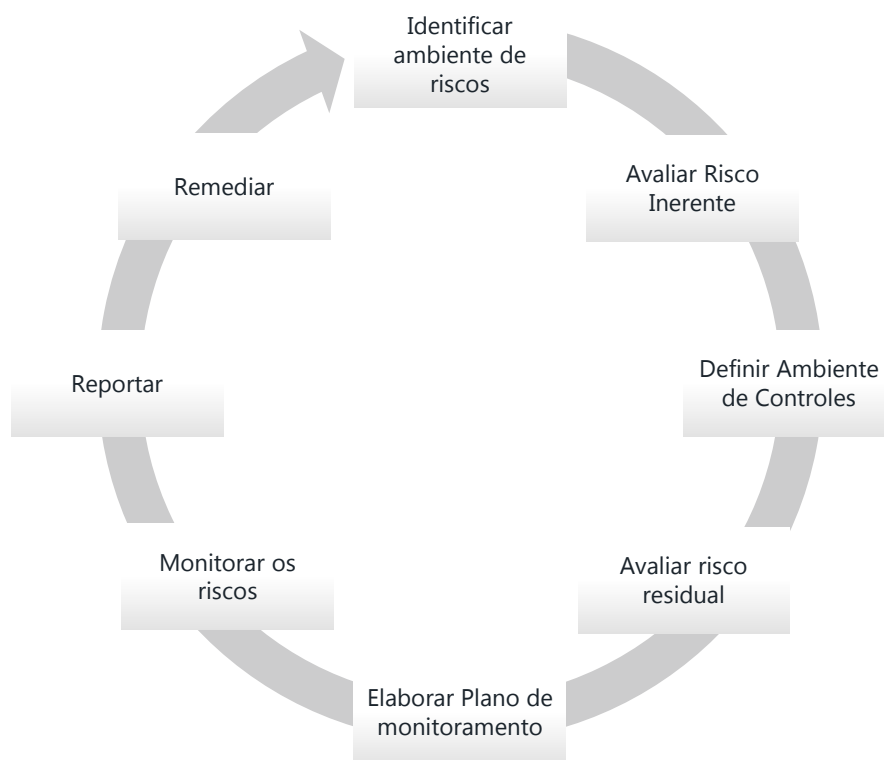 Identificar
ambiente de
riscos
Avaliar Risco
Inerente
Definir Ambiente
de Controles
Avaliar risco
residual
Elaborar Plano de
monitoramento
Monitorar os
riscos
Reportar
Remediar